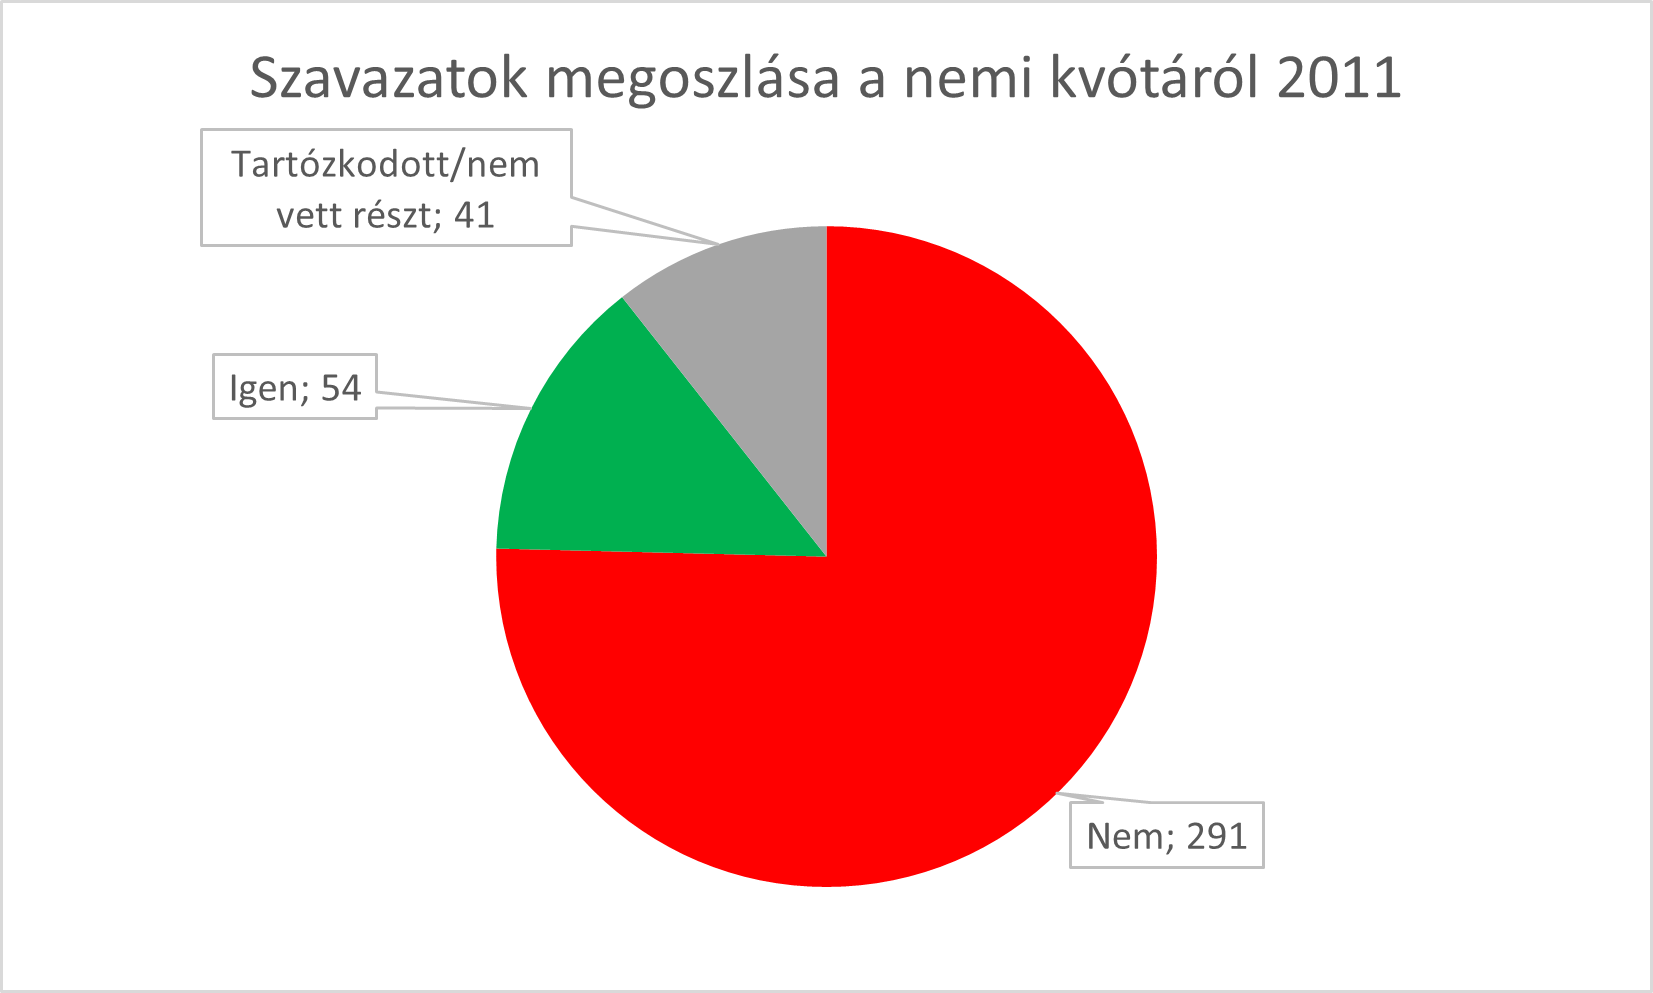 Szavazatok megoszlása a nemi kvótáról 2011
Tartózkodott/nem
vett részt; 41
Igen; 54
Nem; 291